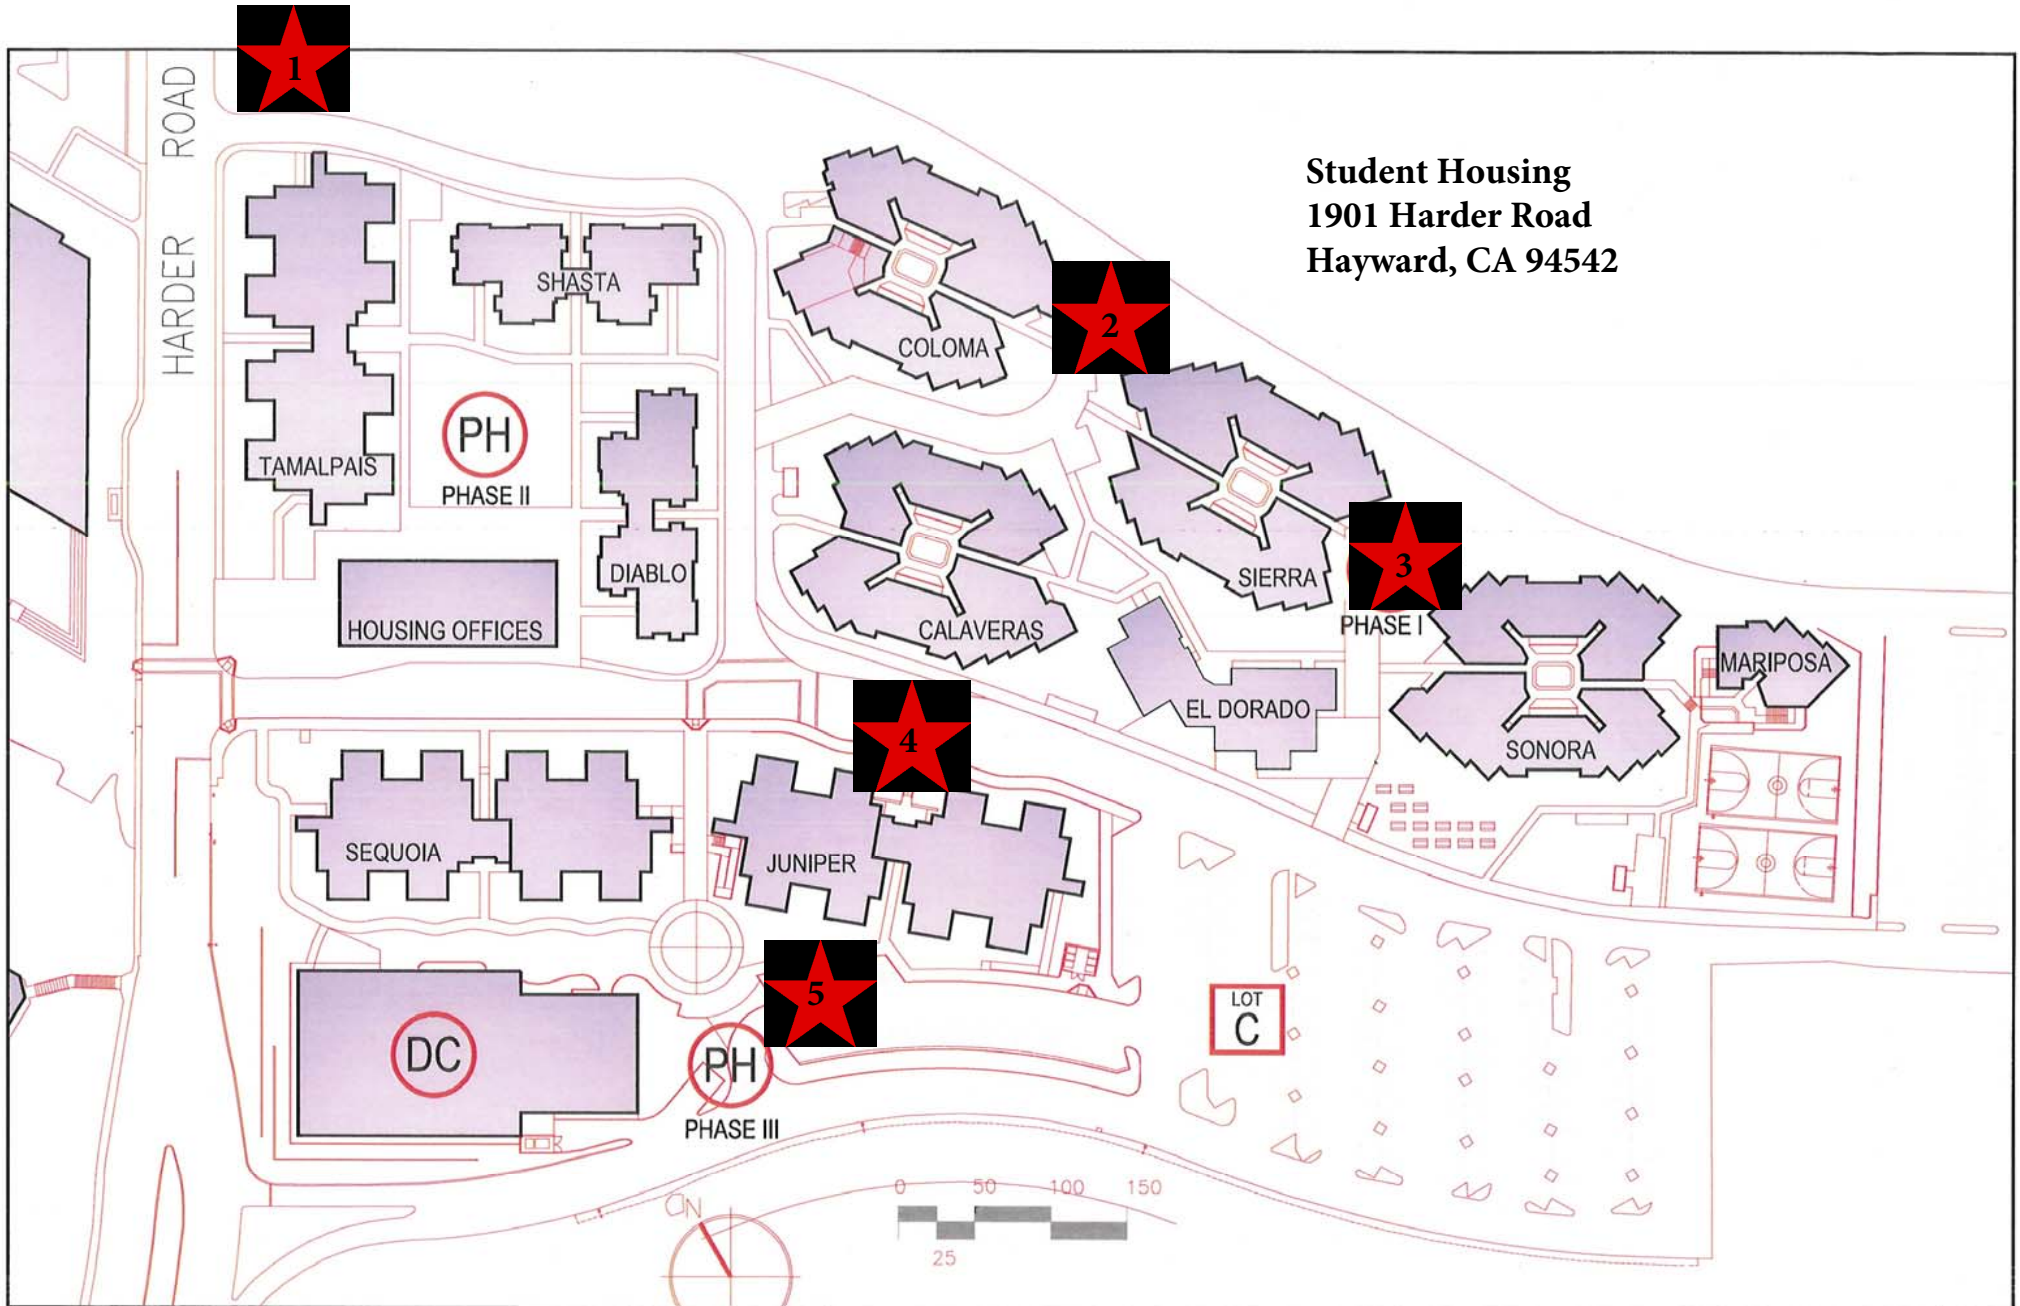 1
HARDER ROAD
Student Housing
1901 Harder Road
Hayward, CA 94542
SHASTA
2
COLOMA
PH
PHASE II
TAMALPAIS
3
DIABLO
SIERRA
HOUSING OFFICES
CALAVERAS
PHASE I
MARIPOSA
EL DORADO
4
SONORA
SEQUOIA
JUNIPER
5
LOT
C
DC
PH
PHASE III
0 50 100 150
N
25